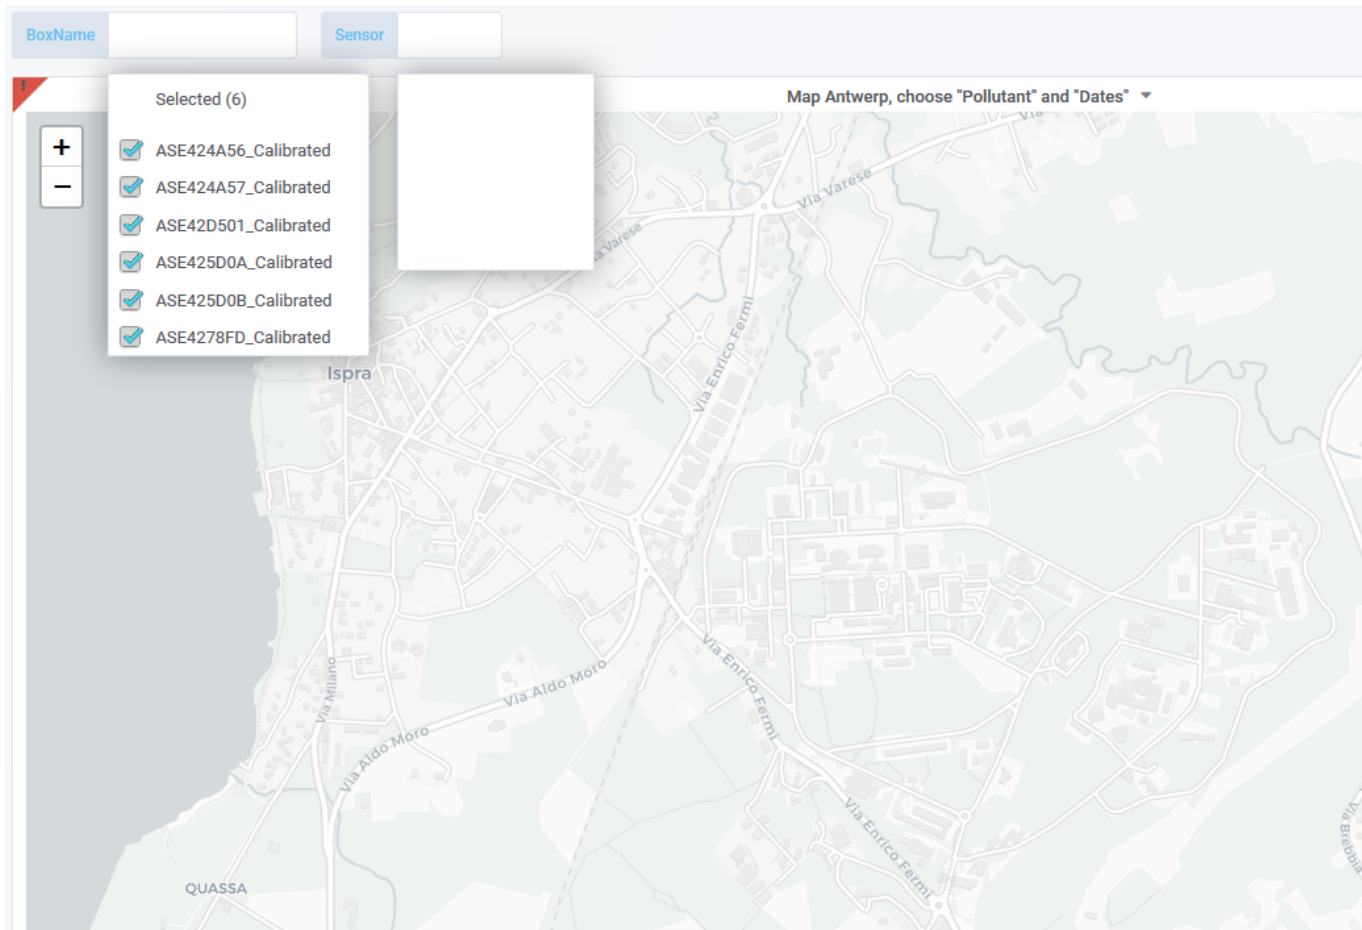 BoxName
Sensor
!
Map Antwerp, choose "Pollutant" and "Dates"
Selected (6)
ASE424A56_Calibrated
ASE424A57_Calibrated
ASE42D501_Calibrated
ASE425D0A_Calibrated
ASE425D0B_Calibrated
ASE4278FD_Calibrated
+
−
Via
Via Varese
Varese
Via Enrico Fermi
Ispra
Via Enrico Fermi
Via Aldo Moro
Via Milano
Via Aldo Moro
Via Enrico Fermi
Via Brebbia
QUASSA